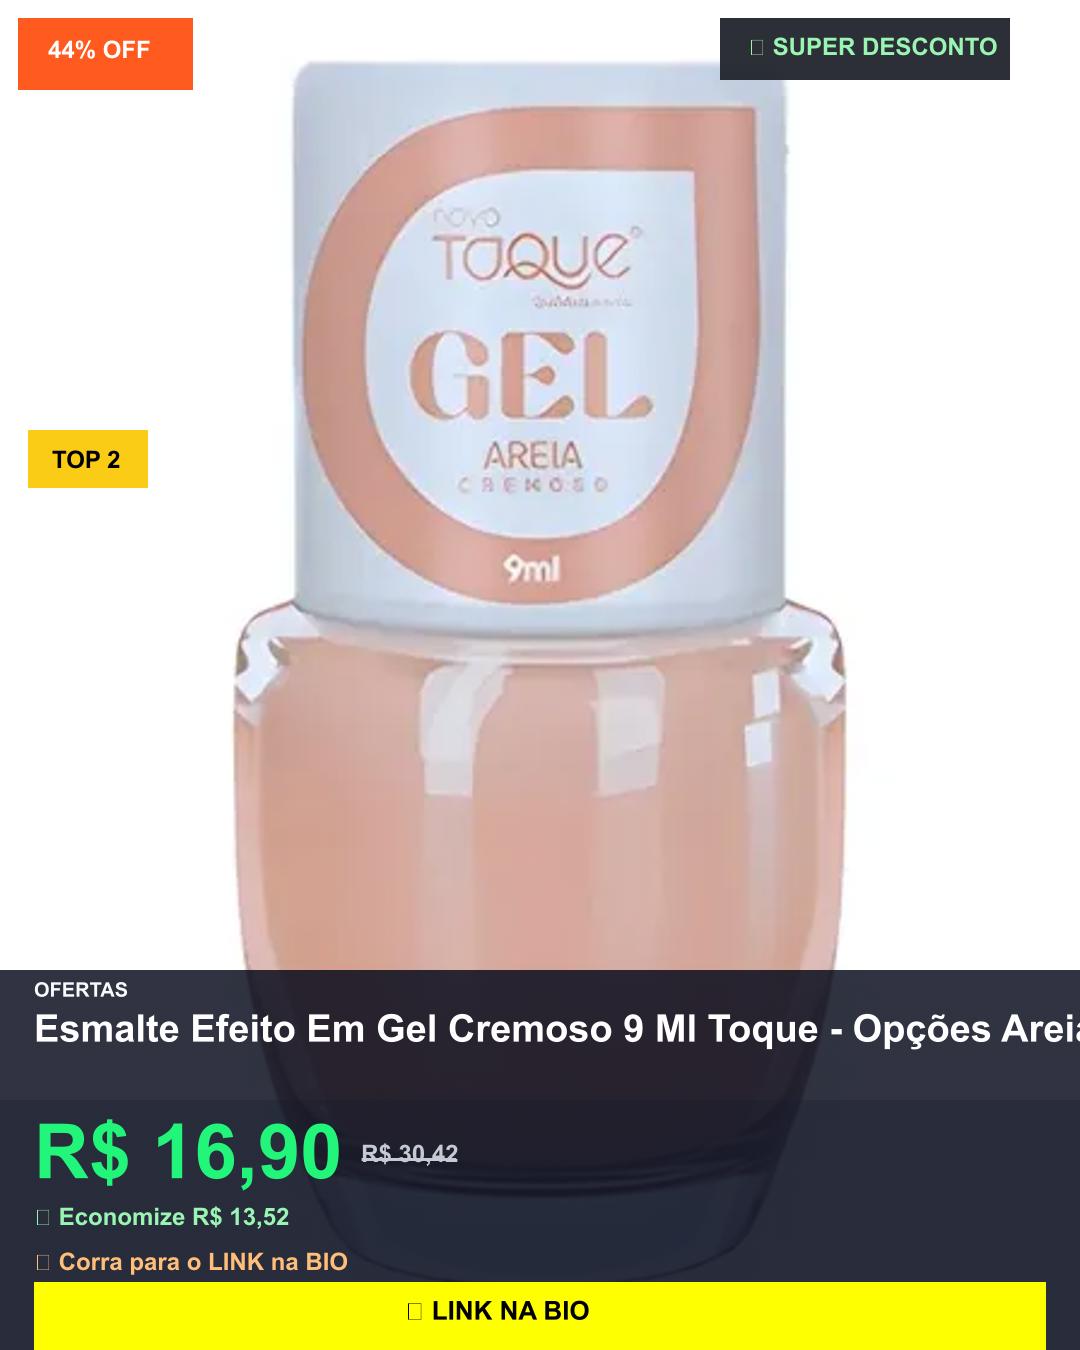 44% OFF
SUPER DESCONTO
novo
TOQUE
GEL
AREIA
CREMOSO
TOP 2
9ml
OFERTAS
Esmalte Efeito Em Gel Cremoso 9 Ml Toque - Opções Areia
R$ 16,90 R$ 30,42
Economize R$ 13,52
Corra para o LINK na BIO
LINK NA BIO